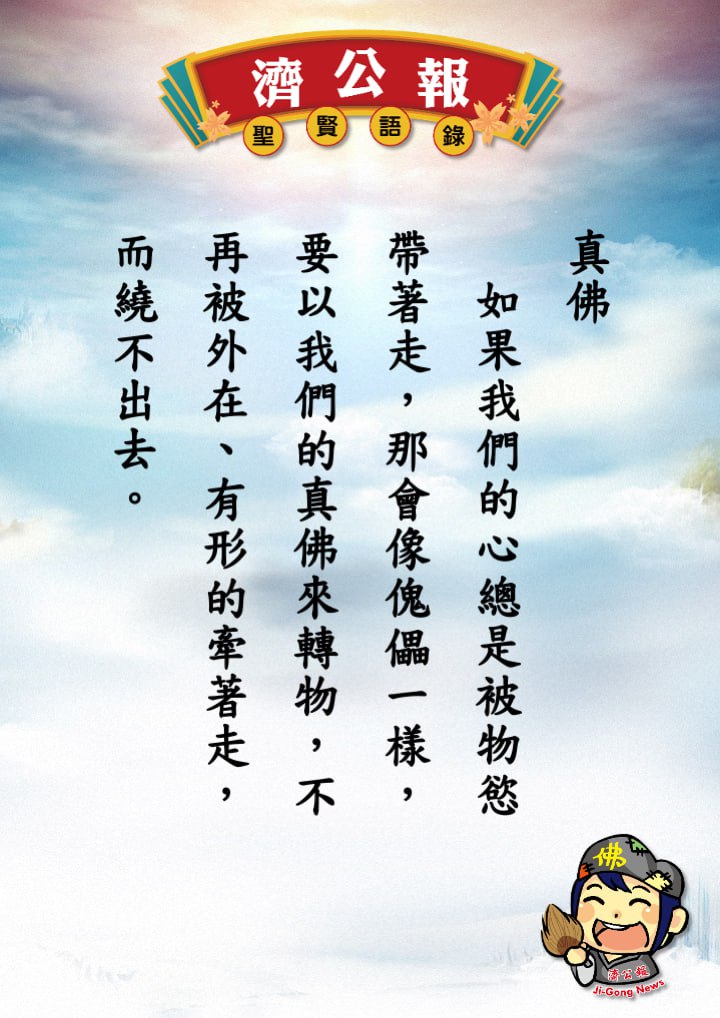 濟公報
聖賢語錄
真佛
如果我們的心總是被物慾
帶著走，那會像傀儡一樣，
要以我們的真佛來轉物，不
再被外在、有形的牽著走，
而繞不出去。
佛
濟公報
Ji-Gong News